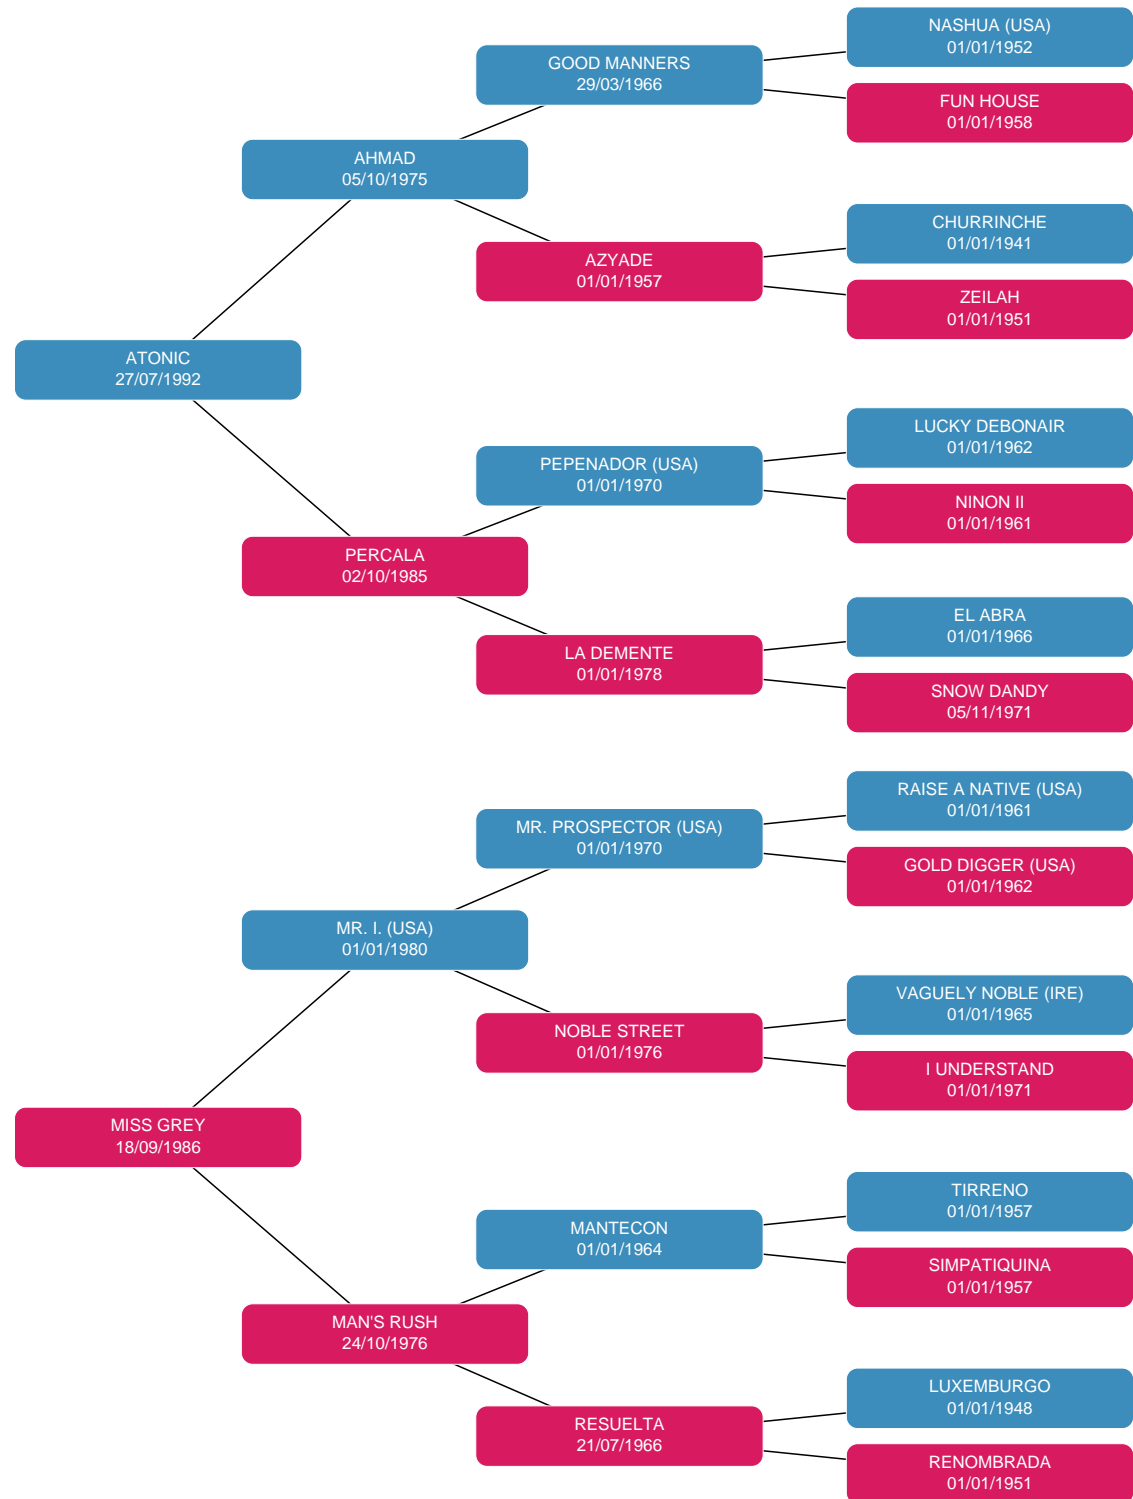 NASHUA (USA)
01/01/1952
GOOD MANNERS
29/03/1966
FUN HOUSE
01/01/1958
AHMAD
05/10/1975
CHURRINCHE
01/01/1941
AZYADE
01/01/1957
ZEILAH
01/01/1951
ATONIC
27/07/1992
LUCKY DEBONAIR
01/01/1962
PEPENADOR (USA)
01/01/1970
NINON II
01/01/1961
PERCALA
02/10/1985
EL ABRA
01/01/1966
LA DEMENTE
01/01/1978
SNOW DANDY
05/11/1971
RAISE A NATIVE (USA)
01/01/1961
MR. PROSPECTOR (USA)
01/01/1970
GOLD DIGGER (USA)
01/01/1962
MR. I. (USA)
01/01/1980
VAGUELY NOBLE (IRE)
01/01/1965
NOBLE STREET
01/01/1976
I UNDERSTAND
01/01/1971
MISS GREY
18/09/1986
TIRRENO
01/01/1957
MANTECON
01/01/1964
SIMPATIQUINA
01/01/1957
MAN'S RUSH
24/10/1976
LUXEMBURGO
01/01/1948
RESUELTA
21/07/1966
RENOMBRADA
01/01/1951